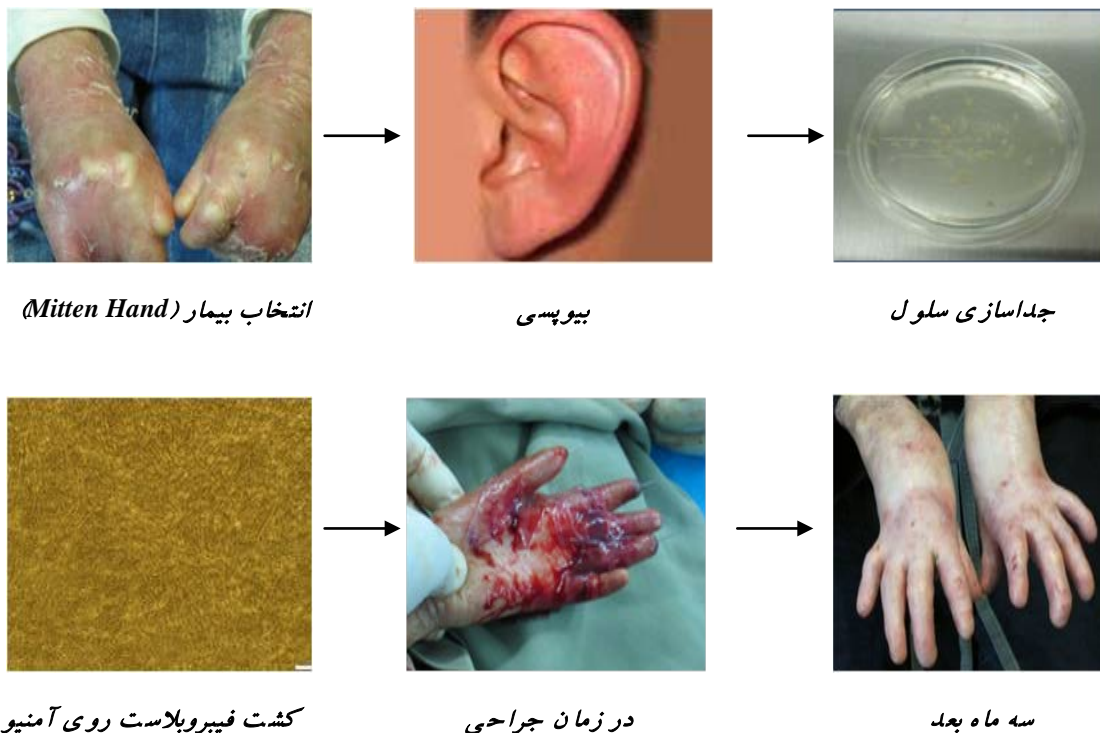 انتخاب بیمار (Mitten Hand)
بیوپسی
جداسازی سلول
کشت فیبروبلاست روی آمنیو
در زمان جراحی
سه ماه بعد